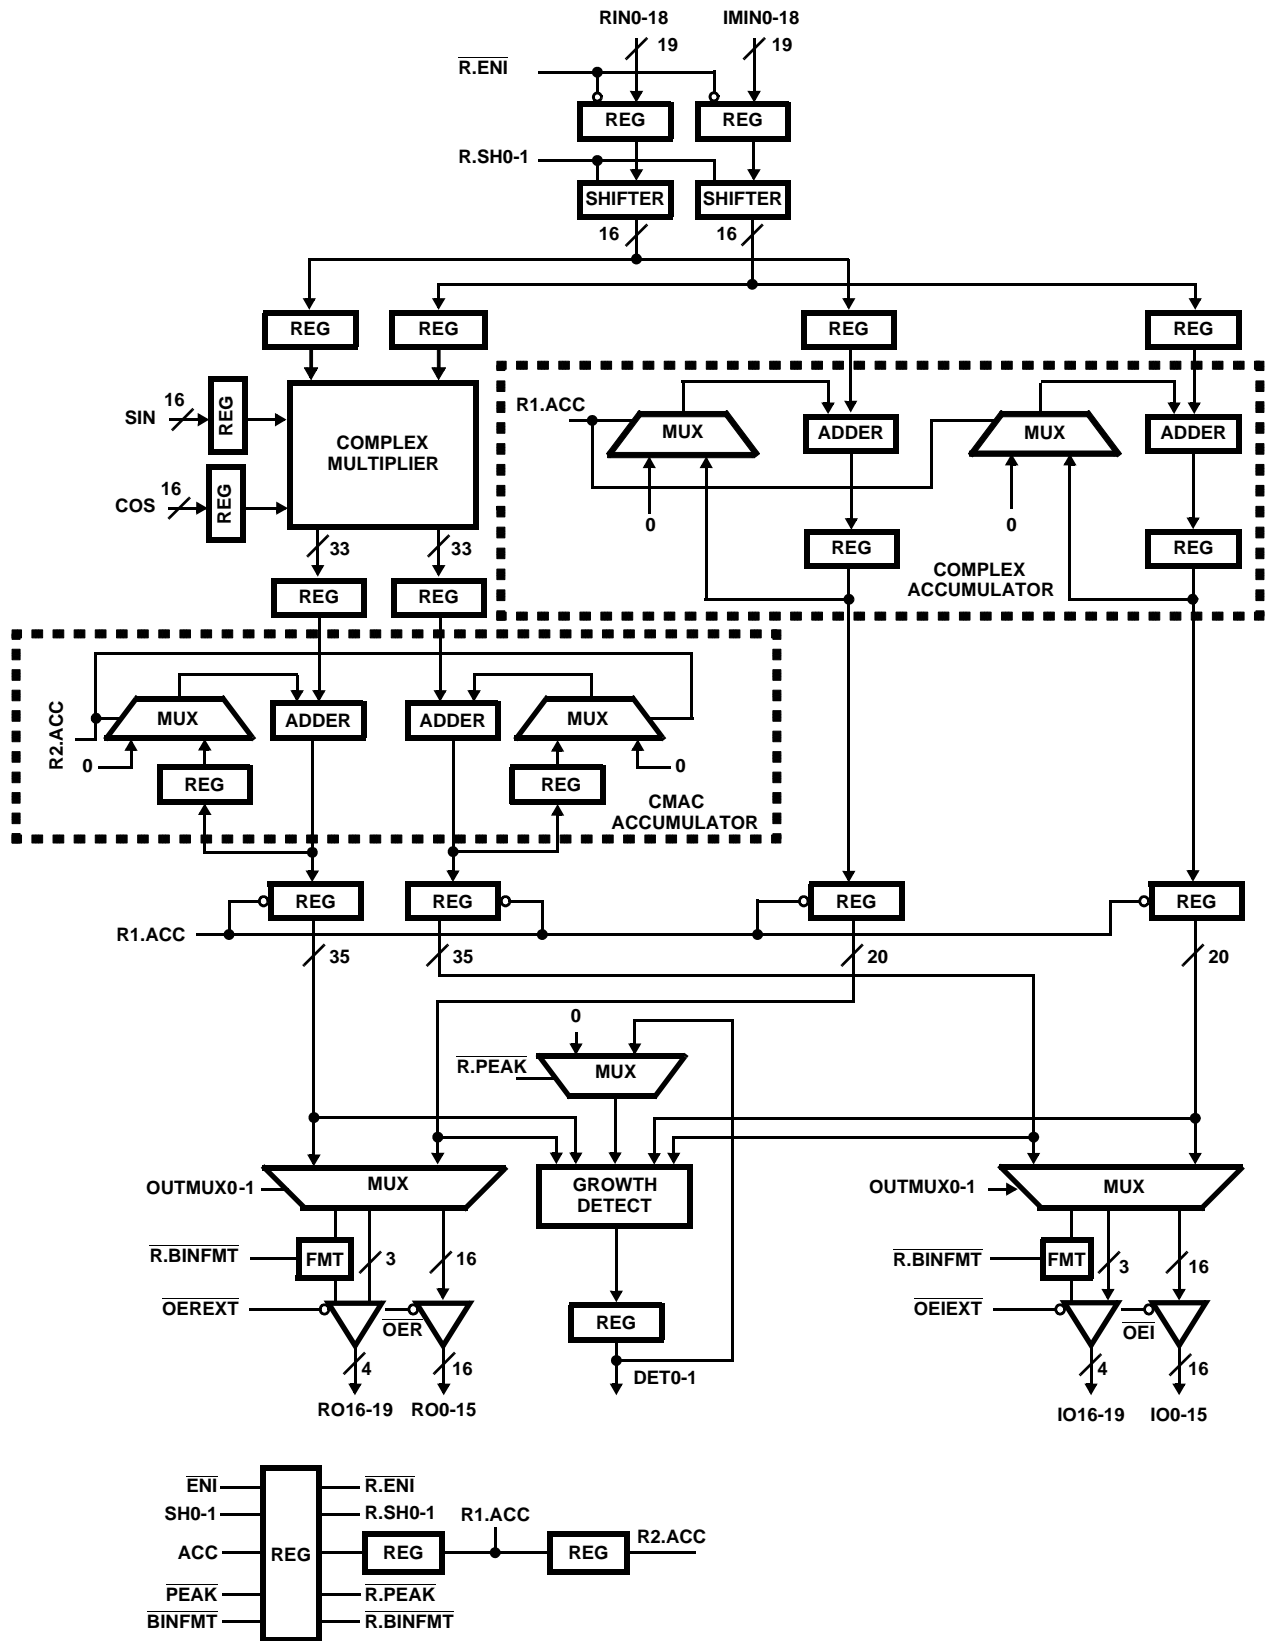 RIN0-18 IMIN0-18
19 19
R.ENI
REG REG
R.SH0-1
SHIFTER SHIFTER
16 16
REG REG REG REG
16
SIN
REG
COMPLEX
MULTIPLIER
16
COS
REG
33 33
REG REG
R1.ACC
MUX ADDER MUX ADDER
0 0
REG REG
COMPLEX
ACCUMULATOR
R2.ACC
MUX ADDER ADDER MUX
0 0
REG REG
CMAC
ACCUMULATOR
REG REG REG REG
R1.ACC
35 35 20 20
0
R.PEAK
MUX
OUTMUX0-1
MUX
GROWTH
DETECT
OUTMUX0-1
MUX
R.BINFMT
FMT
3 16
R.BINFMT
FMT
3 16
OEREXT
OER
REG
OEIEXT
OEI
4 16
DET0-1
4 16
RO16-19 RO0-15
IO16-19 IO0-15
ENI R.ENI
SH0-1 R.SH0-1
R1.ACC
R2.ACC
ACC REG REG REG
PEAK R.PEAK
BINFMT R.BINFMT